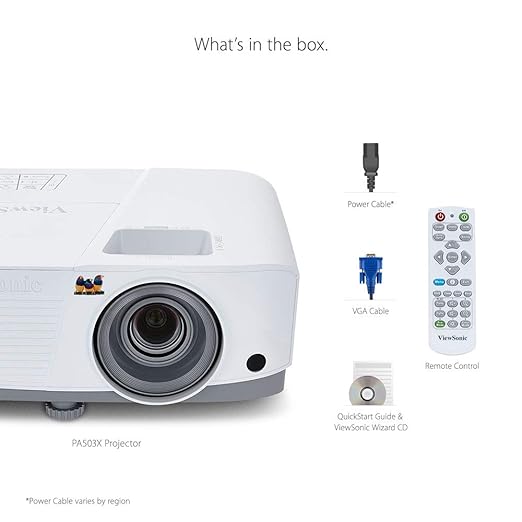 What's in the box.
ViewSonic
Power Cable*
VGA Cable
ViewSonic
Remote Control
QuickStart Guide &
ViewSonic Wizard CD
PA503X Projector
*Power Cable varies by region